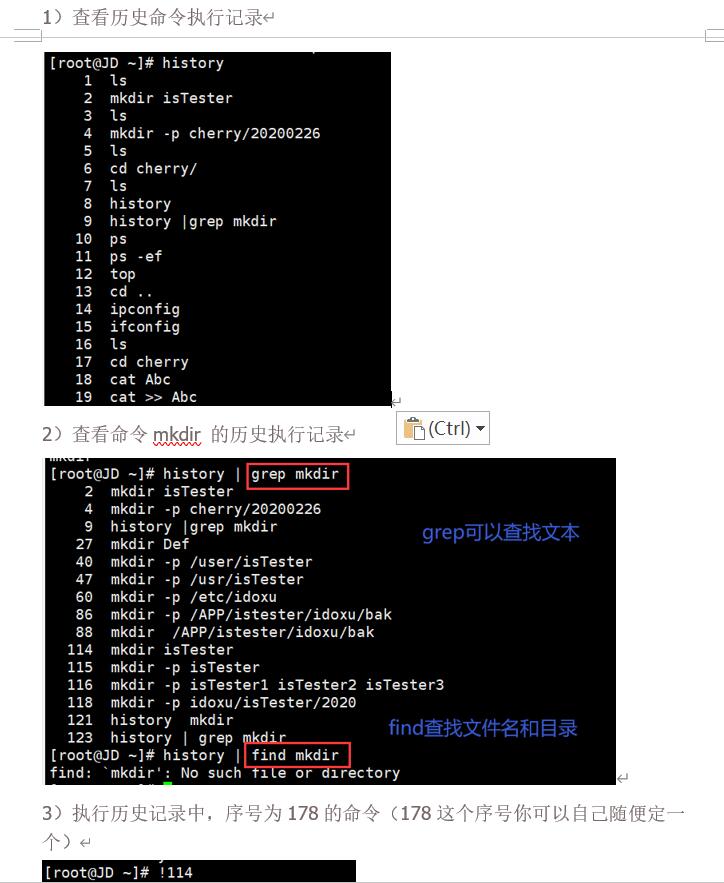 1）查看历史命令执行记录
[root@JD ~]# history
1 ls
2 mkdir isTester
3 ls
4 mkdir -p cherry/20200226
5 ls
6 cd cherry/
7 ls
8 history
9 history |grep mkdir
10 ps
11 ps -ef
12 top
13 cd ..
14 ipconfig
15 ifconfig
16 ls
17 cd cherry
18 cat Abc
19 cat >> Abc
(Ctrl)
2）查看命令 mkdir 的历史执行记录
[root@JD ~]# history | grep mkdir
2 mkdir isTester
4 mkdir -p cherry/20200226
9 history |grep mkdir
grep可以查找文本
27 mkdir Def
40 mkdir -p /user/isTester
47 mkdir -p /usr/isTester
60 mkdir -p /etc/idoxu
86 mkdir -p /APP/istester/idoxu/bak
88 mkdir  /APP/istester/idoxu/bak
114 mkdir isTester
115 mkdir -p isTester
116 mkdir -p isTester1 isTester2 isTester3
118 mkdir -p idoxu/isTester/2020
121 history  mkdir
find查找文件名和目录
123 history | grep mkdir
[root@JD ~]# history | find mkdir
find: `mkdir': No such file or directory
3）执行历史记录中，序号为 178 的命令（178 这个序号你可以自己随便定一
个）
[root@JD ~]# !114